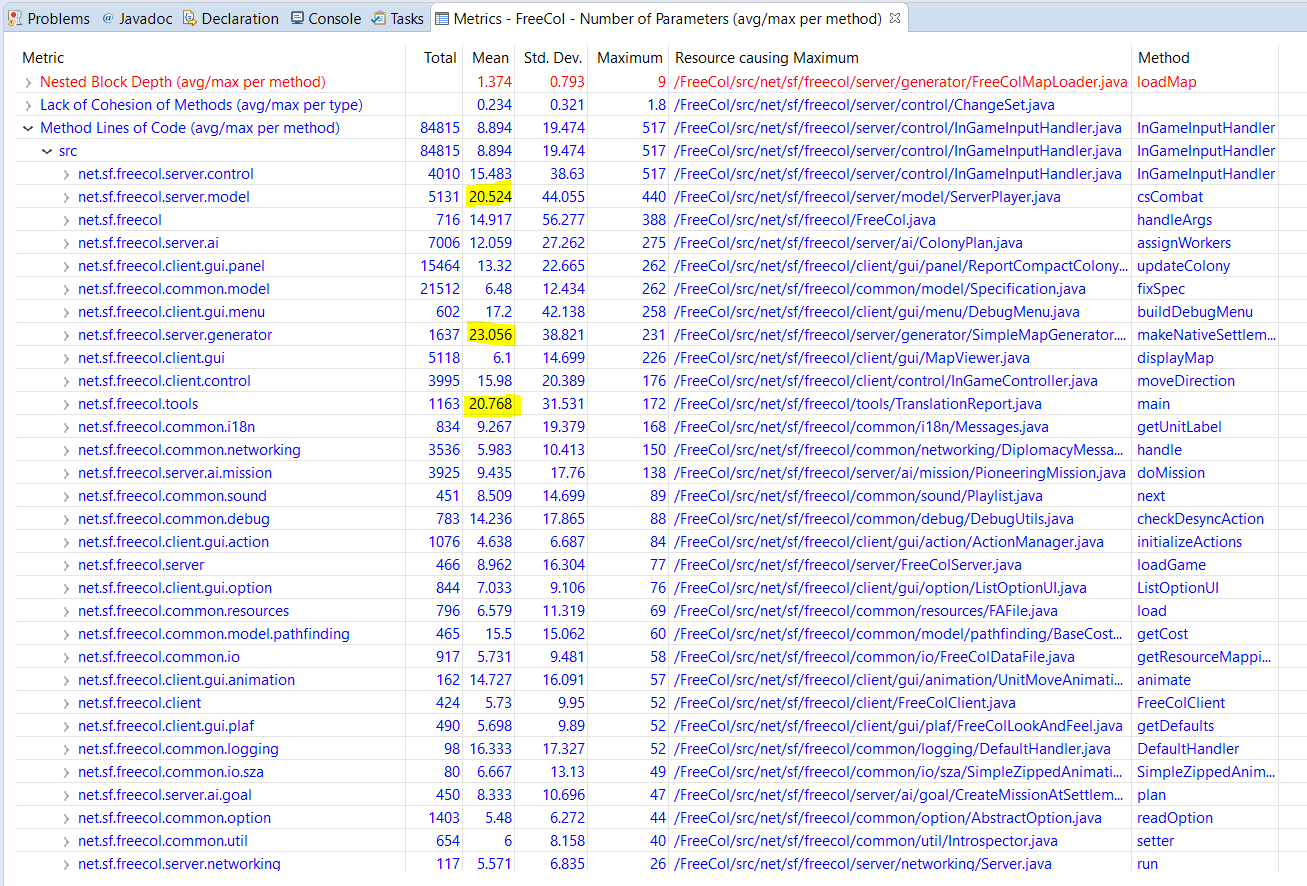 Problems @ Javadoc Declaration Console Tasks Metrics - FreeCol - Number of Parameters (avg/max per method)
Metric Total Mean Std. Dev. Maximum Resource causing Maximum Method
Nested Block Depth (avg/max per method) 1.374 0.793 9 /FreeCol/src/net/sf/freecol/server/generator/FreeColMapLoader.java loadMap
Lack of Cohesion of Methods (avg/max per type) 0.234 0.321 1.8 /FreeCol/src/net/sf/freecol/server/control/ChangeSet.java
Method Lines of Code (avg/max per method) 84815 8.894 19.474 517 /FreeCol/src/net/sf/freecol/server/control/InGameInputHandler.java InGameInputHandler
src 84815 8.894 19.474 517 /FreeCol/src/net/sf/freecol/server/control/InGameInputHandler.java InGameInputHandler
net.sf.freecol.server.control 4010 15.483 38.63 517 /FreeCol/src/net/sf/freecol/server/control/InGameInputHandler.java InGameInputHandler
net.sf.freecol.server.model 5131 20.524 44.055 440 /FreeCol/src/net/sf/freecol/server/model/ServerPlayer.java csCombat
net.sf.freecol 716 14.917 56.277 388 /FreeCol/src/net/sf/freecol/FreeCol.java handleArgs
net.sf.freecol.server.ai 7006 12.059 27.262 275 /FreeCol/src/net/sf/freecol/server/ai/ColonyPlan.java assignWorkers
net.sf.freecol.client.gui.panel 15464 13.32 22.665 262 /FreeCol/src/net/sf/freecol/client/gui/panel/ReportCompactColony... updateColony
net.sf.freecol.common.model 21512 6.48 12.434 262 /FreeCol/src/net/sf/freecol/common/model/Specification.java fixSpec
net.sf.freecol.client.gui.menu 602 17.2 42.138 258 /FreeCol/src/net/sf/freecol/client/gui/menu/DebugMenu.java buildDebugMenu
net.sf.freecol.server.generator 1637 23.056 38.821 231 /FreeCol/src/net/sf/freecol/server/generator/SimpleMapGenerator.... makeNativeSettlem...
net.sf.freecol.client.gui 5118 6.1 14.699 226 /FreeCol/src/net/sf/freecol/client/gui/MapViewer.java displayMap
net.sf.freecol.client.control 3995 15.98 20.389 176 /FreeCol/src/net/sf/freecol/client/control/InGameController.java moveDirection
net.sf.freecol.tools 1163 20.768 31.531 172 /FreeCol/src/net/sf/freecol/tools/TranslationReport.java main
net.sf.freecol.common.i18n 834 9.267 19.379 168 /FreeCol/src/net/sf/freecol/common/i18n/Messages.java getUnitLabel
net.sf.freecol.common.networking 3536 5.983 10.413 150 /FreeCol/src/net/sf/freecol/common/networking/DiplomacyMessa... handle
net.sf.freecol.server.ai.mission 3925 9.435 17.76 138 /FreeCol/src/net/sf/freecol/server/ai/mission/PioneeringMission.java doMission
net.sf.freecol.common.sound 451 8.509 14.699 89 /FreeCol/src/net/sf/freecol/common/sound/Playlist.java next
net.sf.freecol.common.debug 783 14.236 17.865 88 /FreeCol/src/net/sf/freecol/common/debug/DebugUtils.java checkDesyncAction
net.sf.freecol.client.gui.action 1076 4.638 6.687 84 /FreeCol/src/net/sf/freecol/client/gui/action/ActionManager.java initializeActions
net.sf.freecol.server 466 8.962 16.304 77 /FreeCol/src/net/sf/freecol/server/FreeColServer.java loadGame
net.sf.freecol.client.gui.option 844 7.033 9.106 76 /FreeCol/src/net/sf/freecol/client/gui/option/ListOptionUI.java ListOptionUI
net.sf.freecol.common.resources 796 6.579 11.319 69 /FreeCol/src/net/sf/freecol/common/resources/FAFile.java load
net.sf.freecol.common.model.pathfinding 465 15.5 15.062 60 /FreeCol/src/net/sf/freecol/common/model/pathfinding/BaseCost... getCost
net.sf.freecol.common.io 917 5.731 9.481 58 /FreeCol/src/net/sf/freecol/common/io/FreeColDataFile.java getResourceMappi...
net.sf.freecol.client.gui.animation 162 14.727 16.091 57 /FreeCol/src/net/sf/freecol/client/gui/animation/UnitMoveAnimati... animate
net.sf.freecol.client 424 5.73 9.95 52 /FreeCol/src/net/sf/freecol/client/FreeColClient.java FreeColClient
net.sf.freecol.client.gui.plaf 490 5.698 9.89 52 /FreeCol/src/net/sf/freecol/client/gui/plaf/FreeColLookAndFeel.java getDefaults
net.sf.freecol.common.logging 98 16.333 17.327 52 /FreeCol/src/net/sf/freecol/common/logging/DefaultHandler.java DefaultHandler
net.sf.freecol.common.io.sza 80 6.667 13.13 49 /FreeCol/src/net/sf/freecol/common/io/sza/SimpleZippedAnimati... SimpleZippedAnim...
net.sf.freecol.server.ai.goal 450 8.333 10.696 47 /FreeCol/src/net/sf/freecol/server/ai/goal/CreateMissionAtSettlem... plan
net.sf.freecol.common.option 1403 5.48 6.272 44 /FreeCol/src/net/sf/freecol/common/option/AbstractOption.java readOption
net.sf.freecol.common.util 654 6 8.158 40 /FreeCol/src/net/sf/freecol/common/util/Introspector.java setter
net.sf.freecol.server.networking 117 5.571 6.835 26 /FreeCol/src/net/sf/freecol/server/networking/Server.java run